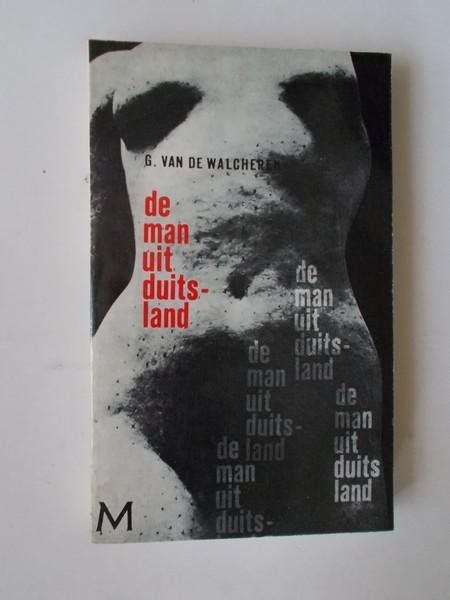 G. VAN DE WALCHEREN
de
man
uit
duits-
land
de
man
uit
duits-
land
de
man
uit
duits-
land
de
man
uit
duits
land
de
man
uit
duits-
M